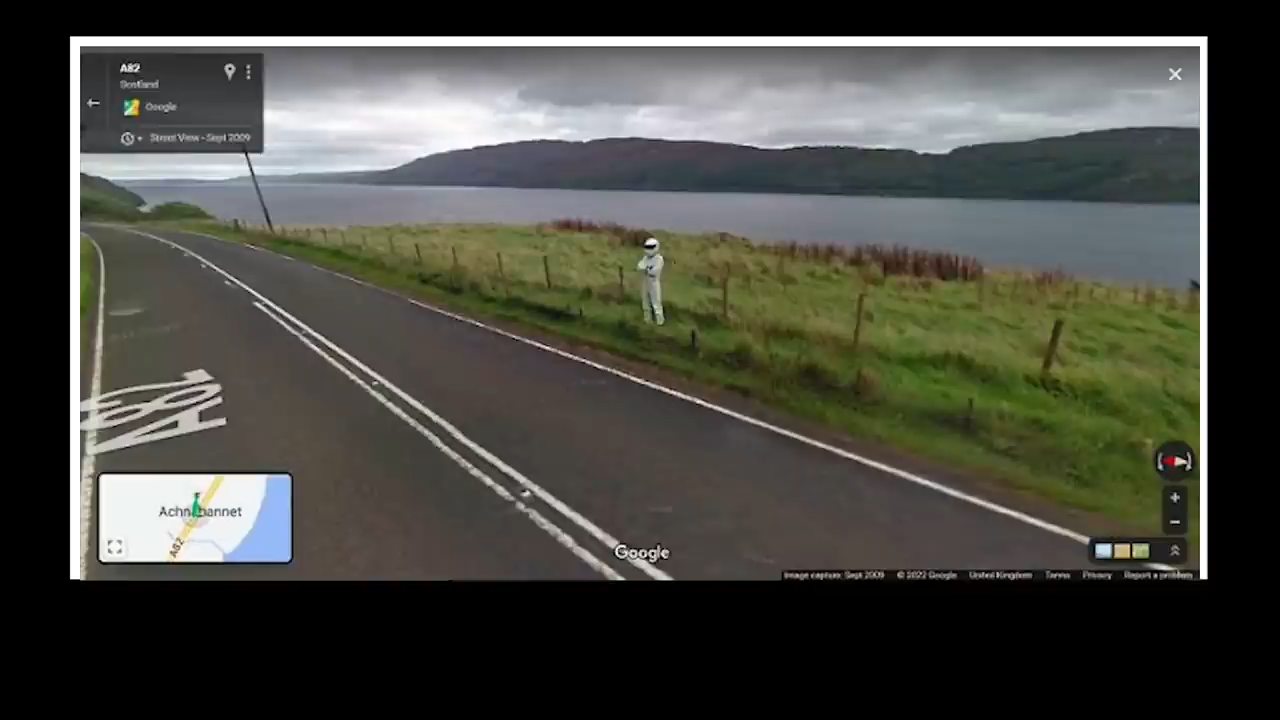 A82
Scotland
Google
Street View - Sept 2009
A82
Achnahannet
A82
Google
Image capture: Sept 2009 © 2022 Google United Kingdom Terms Privacy Report a problem